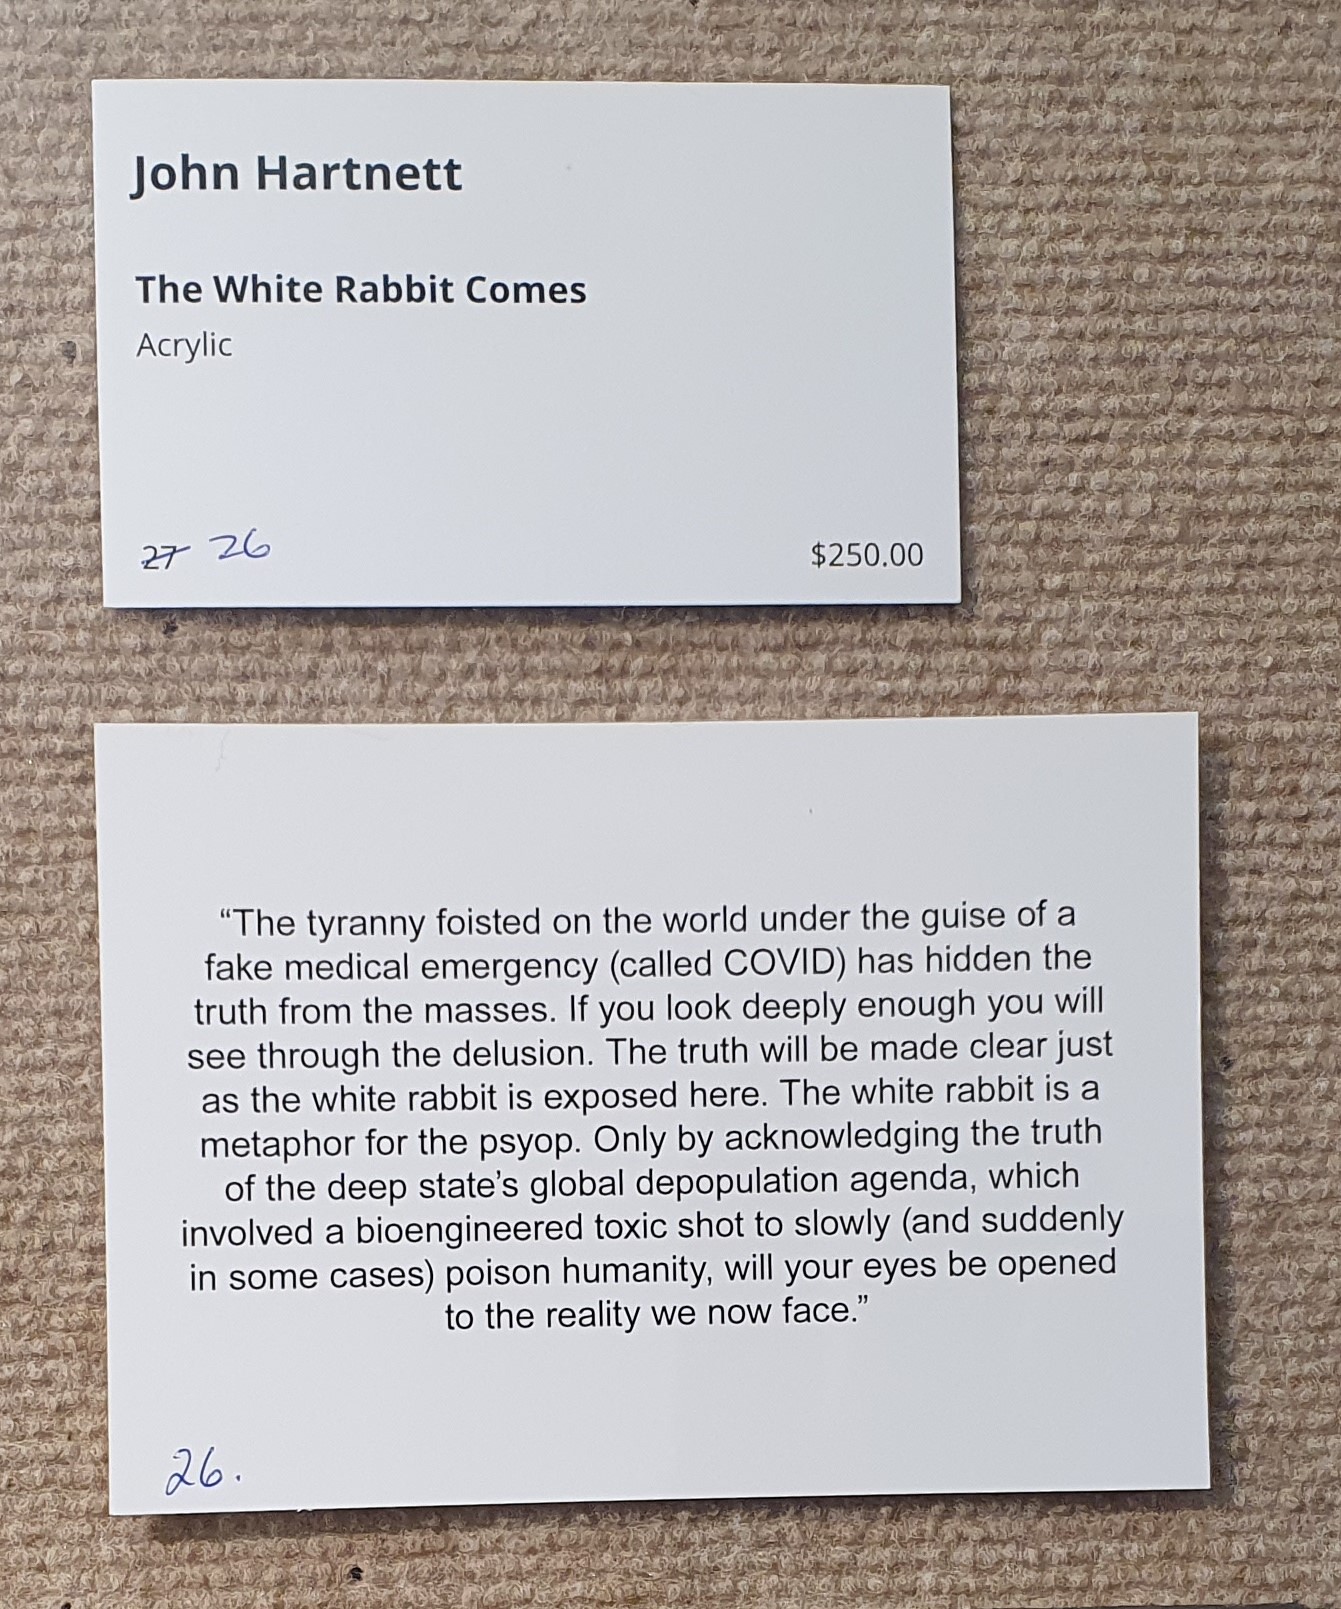 John Hartnett
The White Rabbit Comes
Acrylic
27 26
$250.00
“The tyranny foisted on the world under the guise of a
fake medical emergency (called COVID) has hidden the
truth from the masses. If you look deeply enough you will
see through the delusion. The truth will be made clear just
as the white rabbit is exposed here. The white rabbit is a
metaphor for the psyop. Only by acknowledging the truth
of the deep state’s global depopulation agenda, which
involved a bioengineered toxic shot to slowly (and suddenly
in some cases) poison humanity, will your eyes be opened
to the reality we now face.”
26.